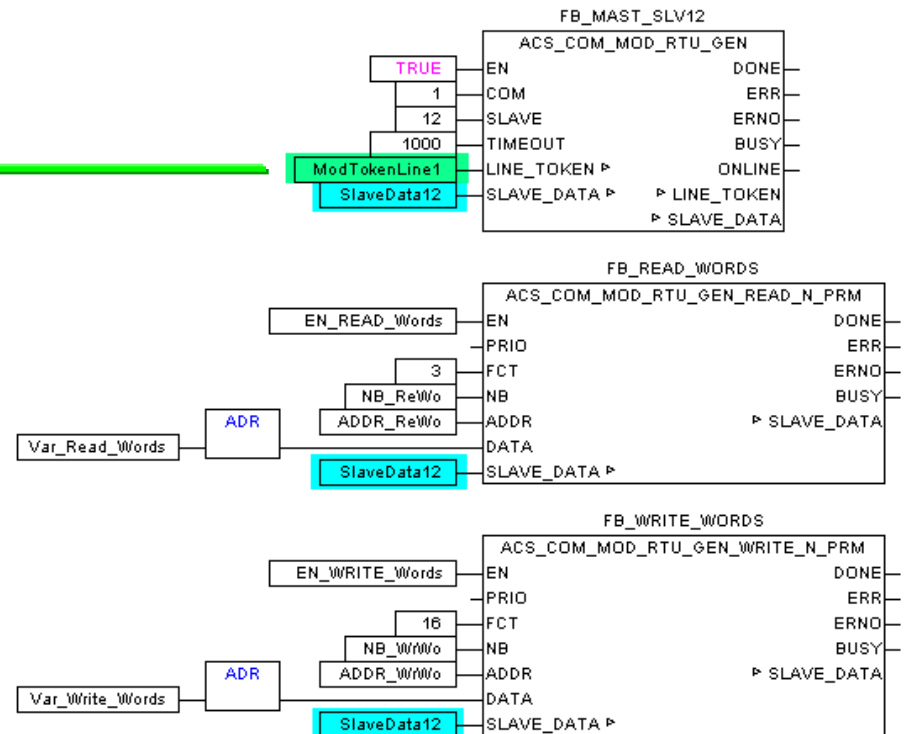 FB_MAST_SLV12
ACS_COM_MOD_RTU_GEN
TRUE EN DONE
1 COM ERR
12 SLAVE ERNO
1000 TIMEOUT BUSY
ModTokenLine1 LINE_TOKEN ONLINE
SlaveData12 SLAVE_DATA LINE_TOKEN
SLAVE_DATA
FB_READ_WORDS
ACS_COM_MOD_RTU_GEN_READ_N_PRM
EN_READ_Words EN DONE
PRIO ERR
3 FCT ERNO
NB_ReWo NB BUSY
ADR ADDR_ReWo ADDR SLAVE_DATA
Var_Read_Words DATA
SlaveData12 SLAVE_DATA
FB_WRITE_WORDS
ACS_COM_MOD_RTU_GEN_WRITE_N_PRM
EN_WRITE_Words EN DONE
PRIO ERR
16 FCT ERNO
NB_WrWo NB BUSY
ADR ADDR_WrWo ADDR SLAVE_DATA
Var_Write_Words DATA
SlaveData12 SLAVE_DATA